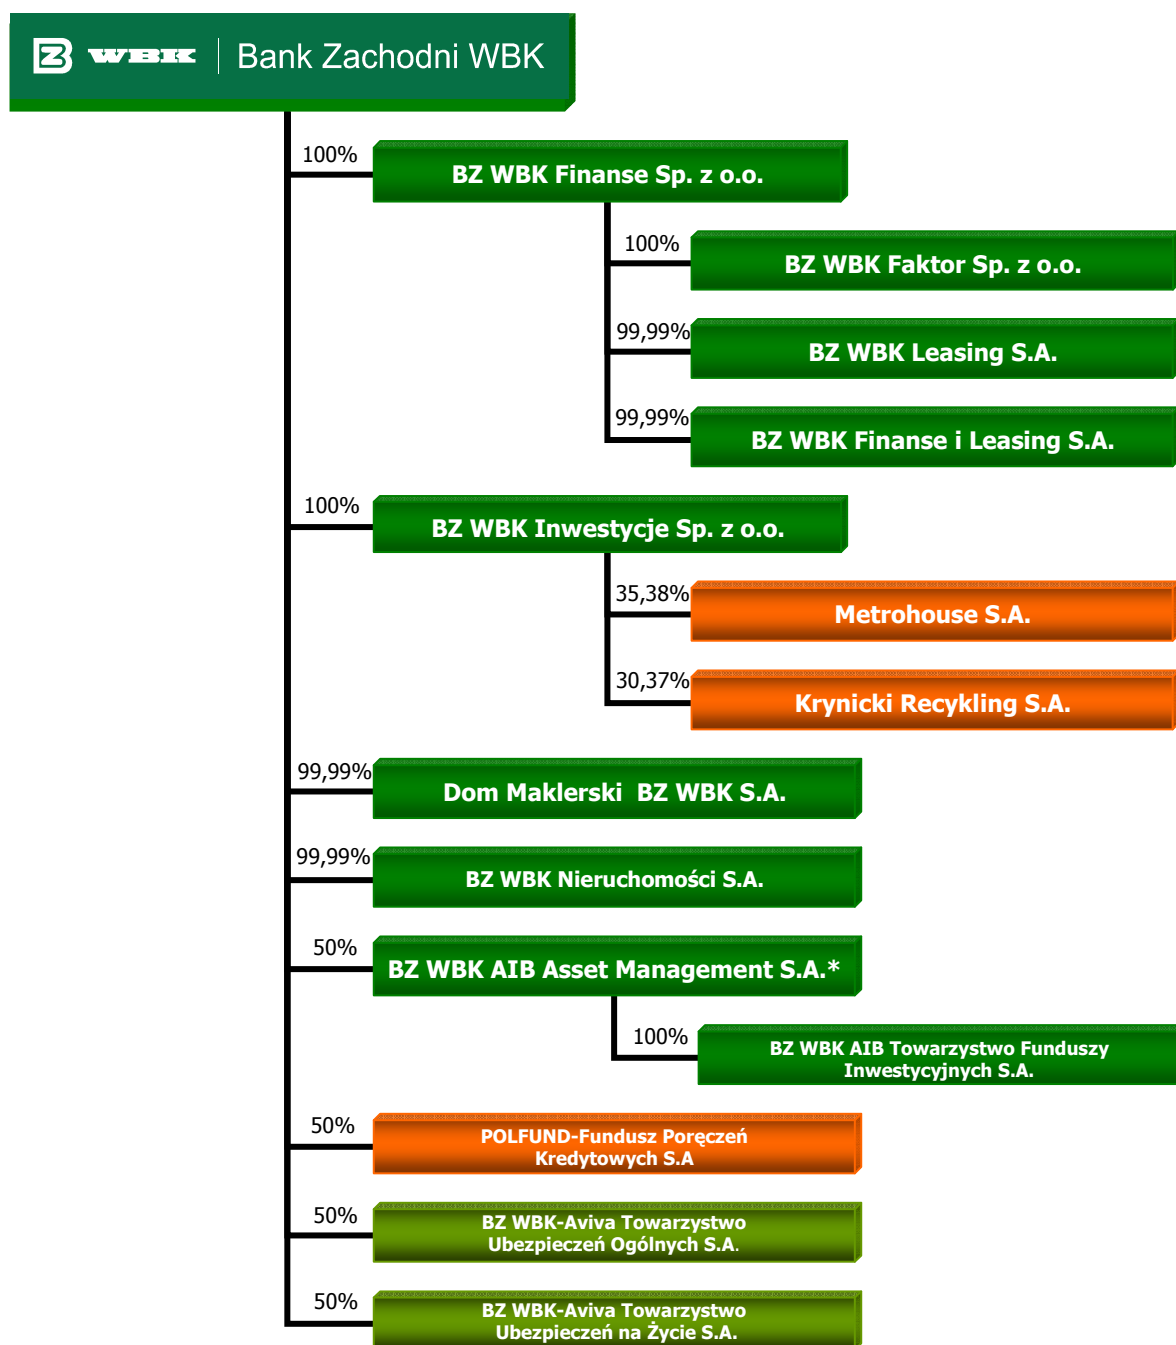 BZ WBK | Bank Zachodni WBK
100%
BZ WBK Finanse Sp. z o.o.
100%
BZ WBK Faktor Sp. z o.o.
99,99%
BZ WBK Leasing S.A.
99,99%
BZ WBK Finanse i Leasing S.A.
100%
BZ WBK Inwestycje Sp. z o.o.
35,38%
Metrohouse S.A.
30,37%
Krynicki Recykling S.A.
99,99%
Dom Maklerski BZ WBK S.A.
99,99%
BZ WBK Nieruchomości S.A.
50%
BZ WBK AIB Asset Management S.A.*
100%
BZ WBK AIB Towarzystwo Funduszy
Inwestycyjnych S.A.
50%
POLFUND-Fundusz Poręczeń
Kredytowych S.A
50%
BZ WBK-Aviva Towarzystwo
Ubezpieczeń Ogólnych S.A.
50%
BZ WBK-Aviva Towarzystwo
Ubezpieczeń na Życie S.A.